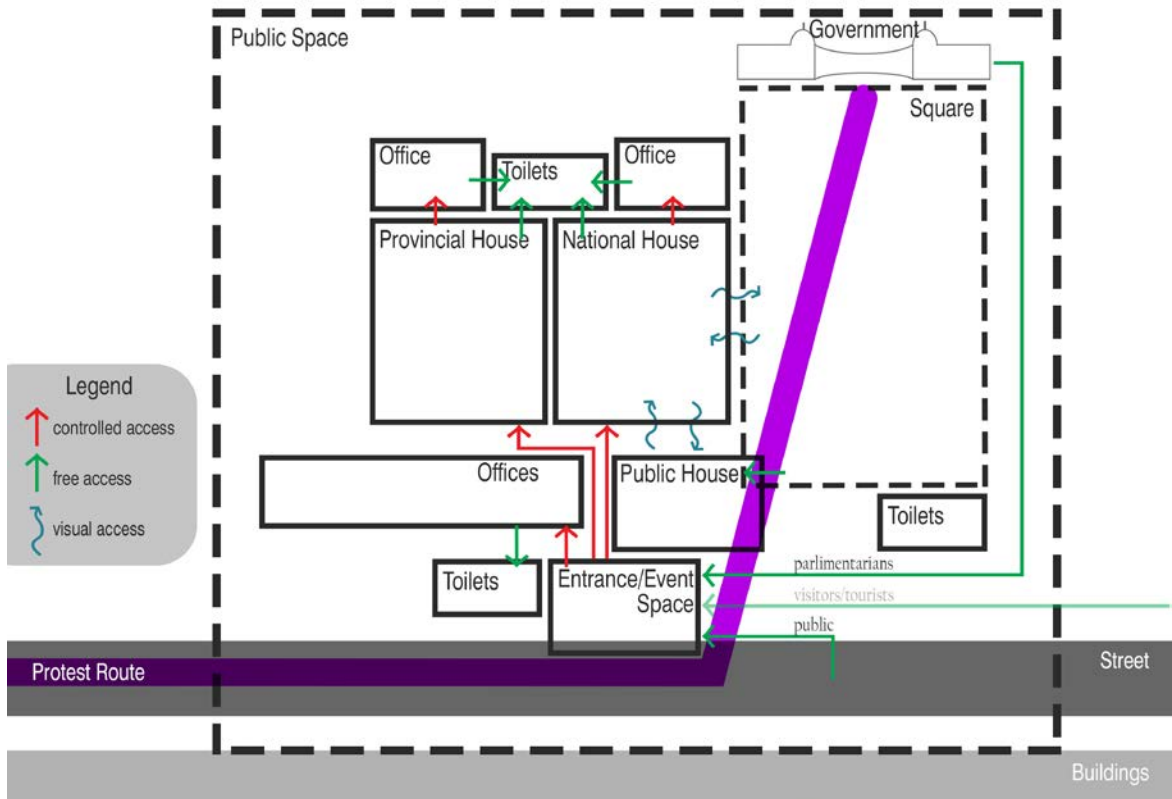 Public Space
Government
Square
Office
Toilets
Office
Provincial House
National House
Legend
controlled access
free access
visual access
Offices
Public House
Toilets
Toilets
Entrance/Event
Space
parlimentarians
visitors/tourists
public
Protest Route
Street
Buildings